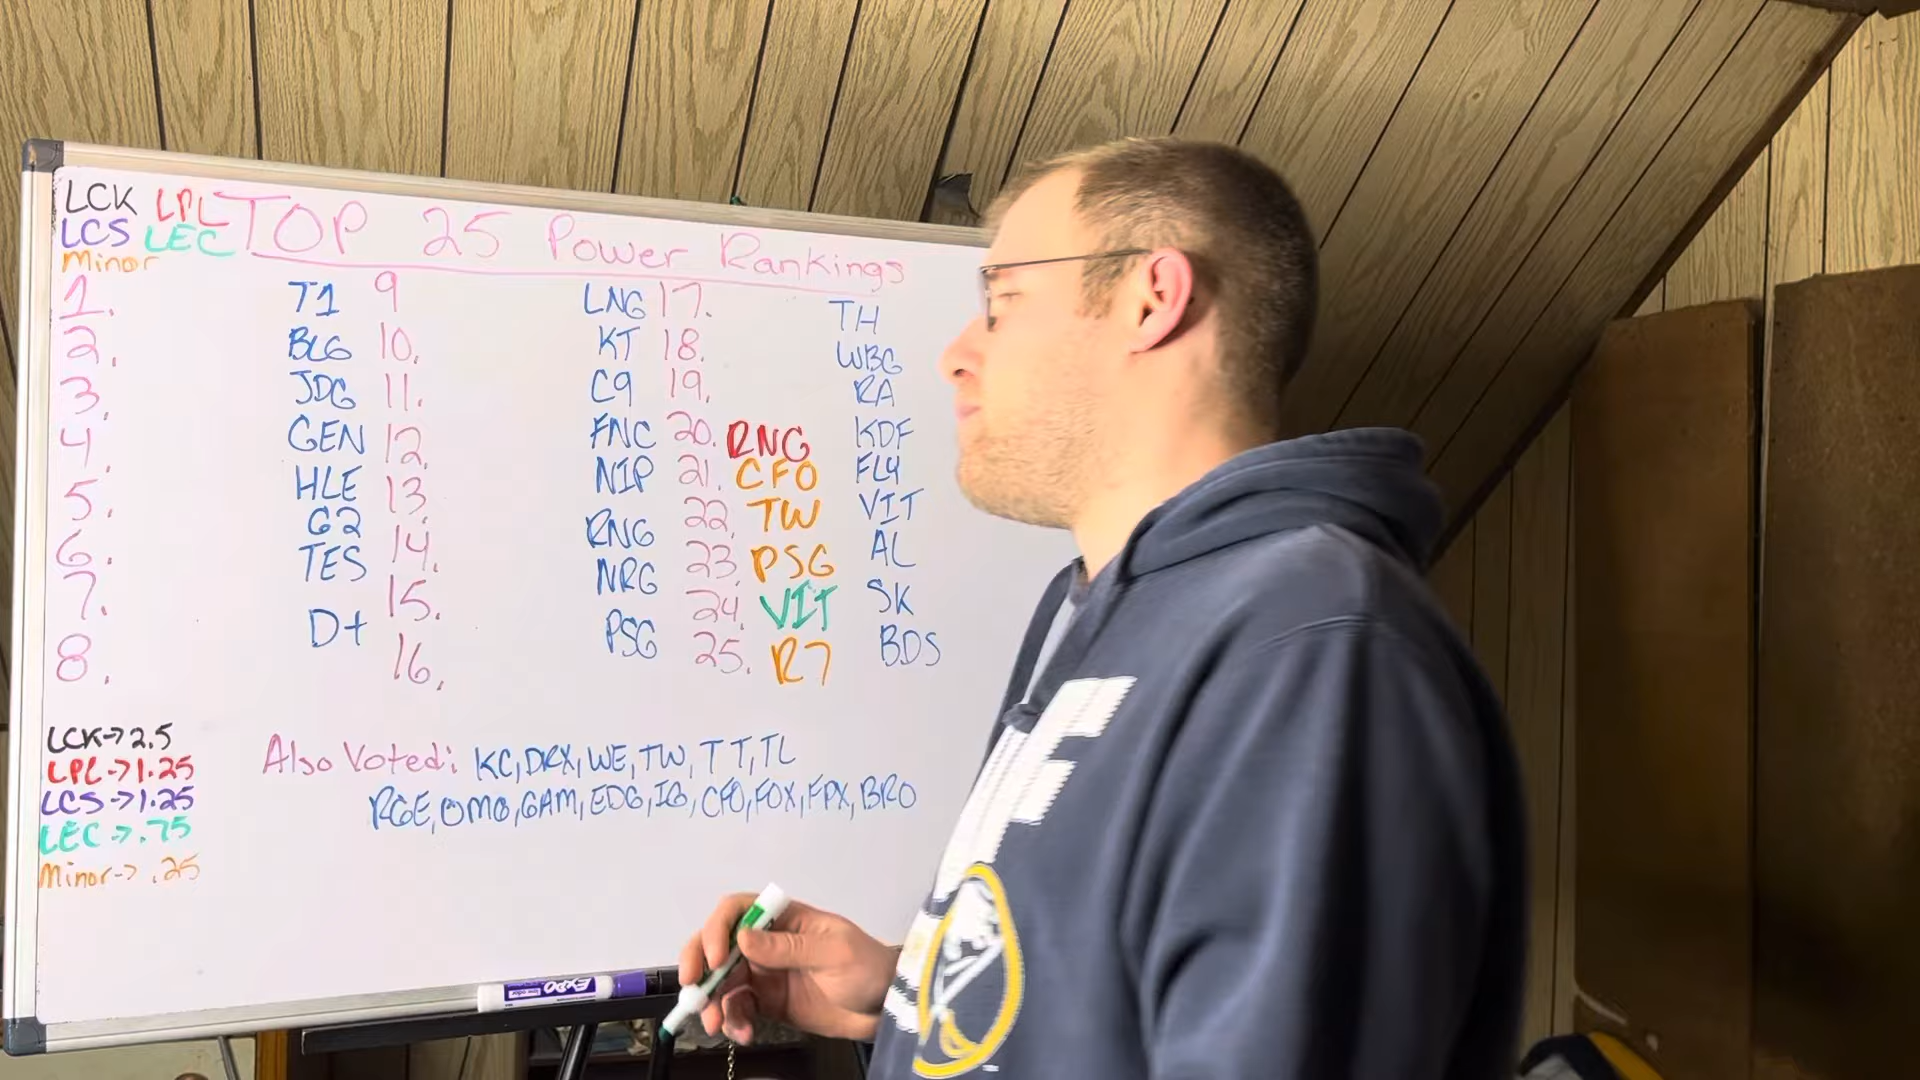 LCK LPL
LCS LEC
Minor
TOP 25 Power Rankings
1. T1 9 LNG 17. TH
2. BLG 10. KT 18. WBG
3. JDG 11. C9 19. RA
4. GEN 12. FNC 20. RNG KDF
5. HLE 13. NIP 21. CFO FLY
6. G2 14. RNG 22. TW VIT
7. TES 15. NRG 23. PSG AL
8. D+ 16. PSG 24. VIT SK
25. R7 BDS
LCK->2.5
LPL->1.25
LCS->1.25
LEC->.75
Minor->.25
Also Voted: KC, DRX, WE, TW, TT, TL
RGE, OMG, GAM, EDG, IG, CFO, FOX, FPX, BRO
EXPO
low odor